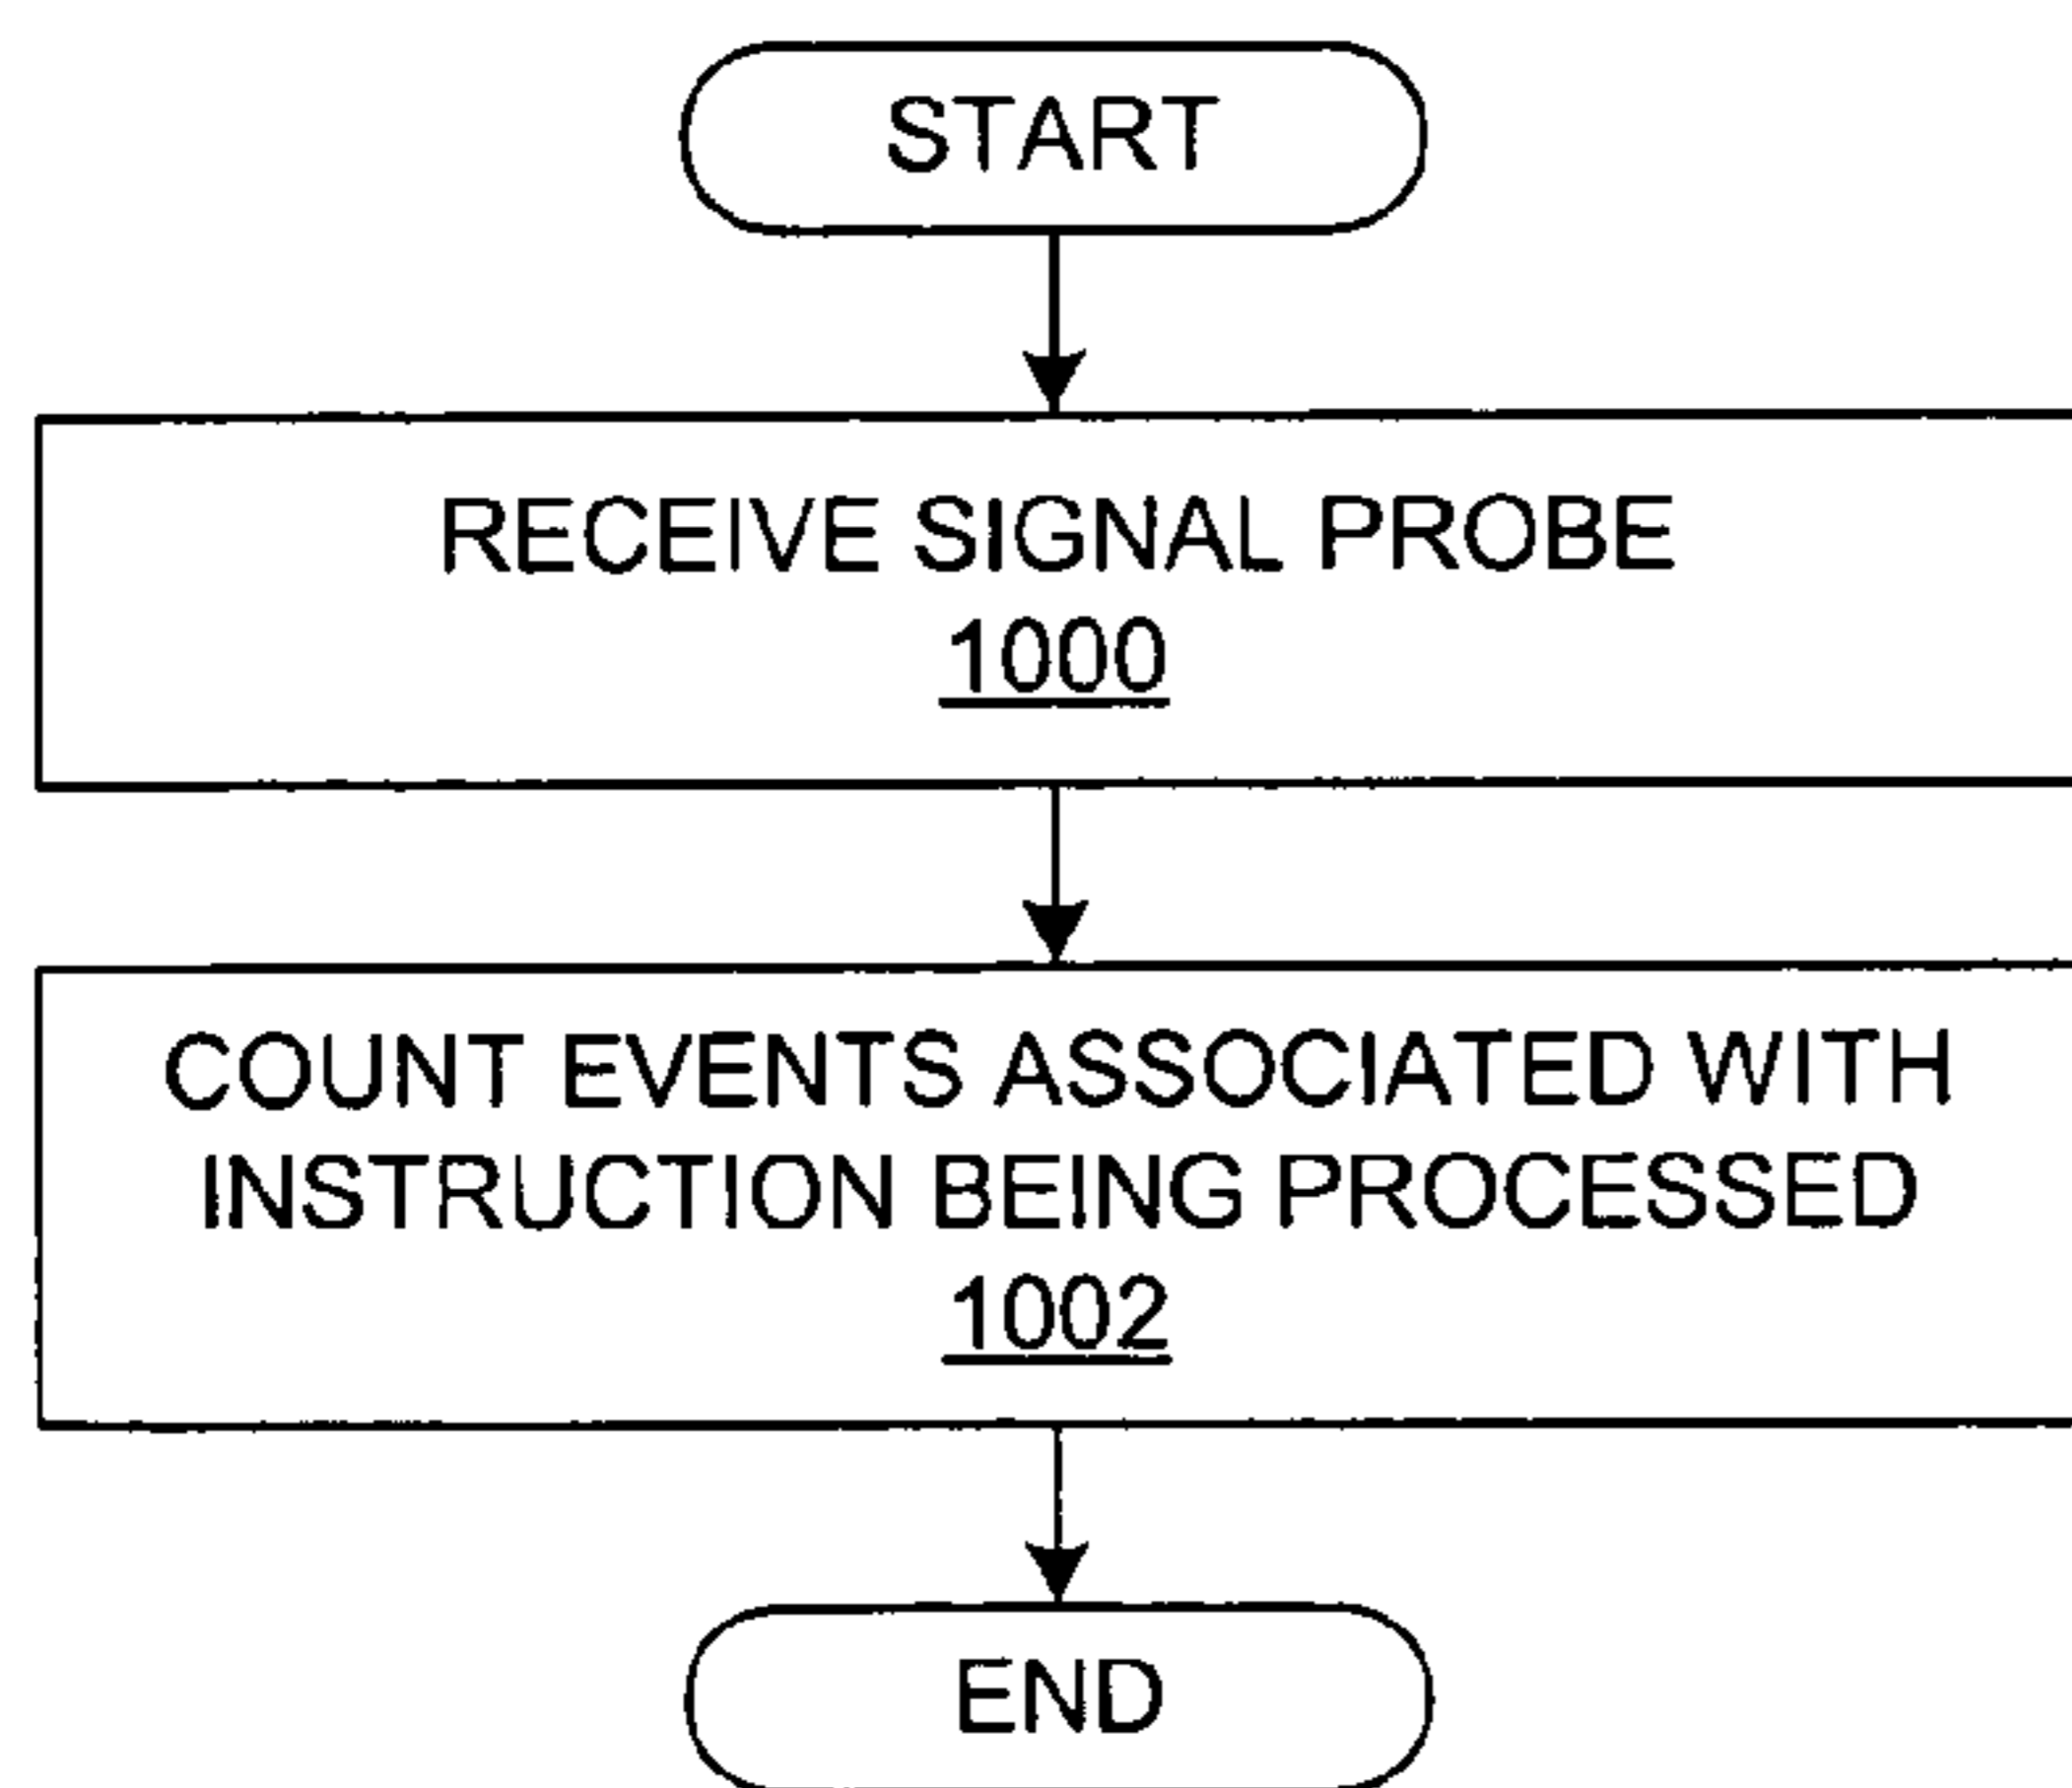 START
RECEIVE SIGNAL PROBE
1000
COUNT EVENTS ASSOCIATED WITH
INSTRUCTION BEING PROCESSED
1002
END